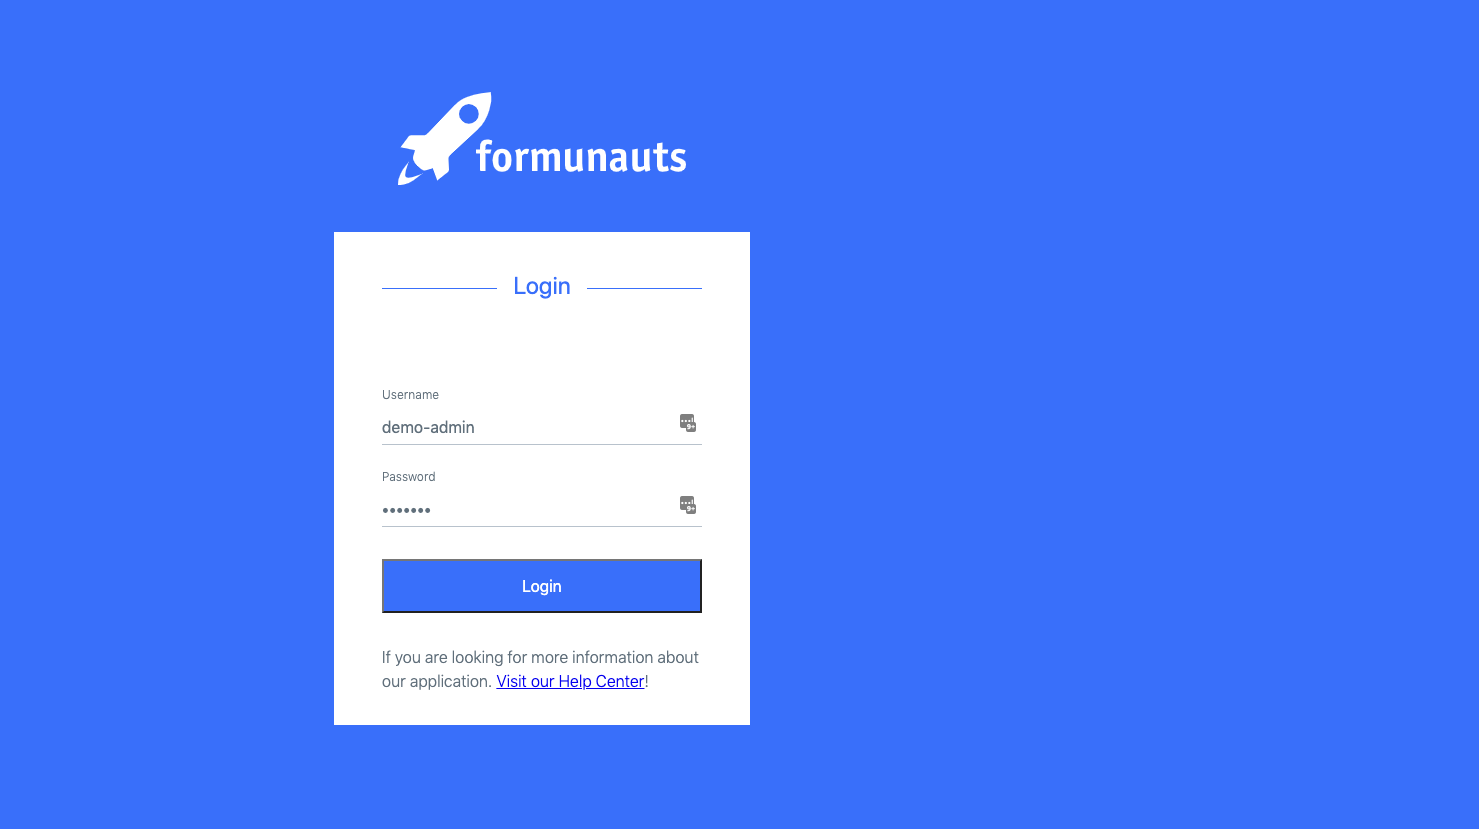 formunauts
Login
Username
demo-admin
Password
•••••••
Login
If you are looking for more information about
our application. Visit our Help Center!